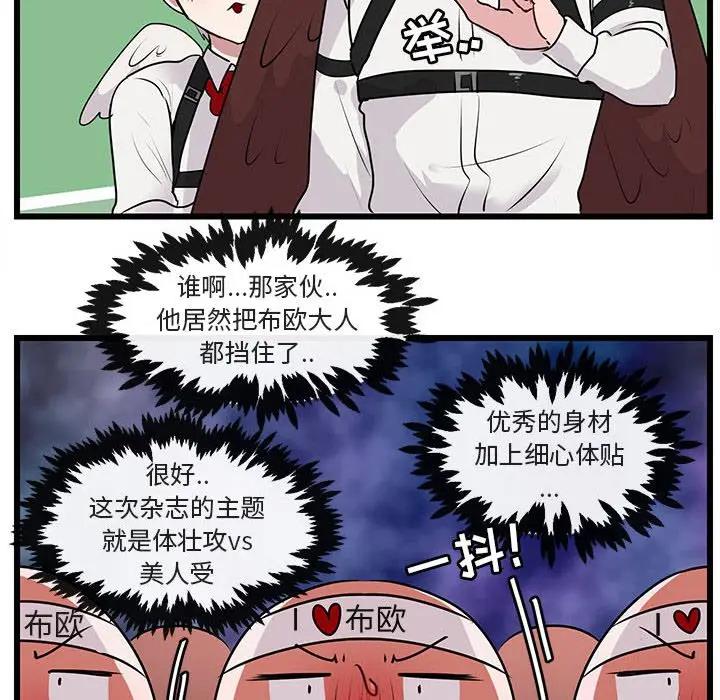 举..
谁啊...那家伙..
他居然把布欧大人
都挡住了..
优秀的身材
加上细心体贴
...
很好..
这次杂志的主题
就是体壮攻vs
美人受
一抖!
布欧
I ♥ 布欧
I ♥